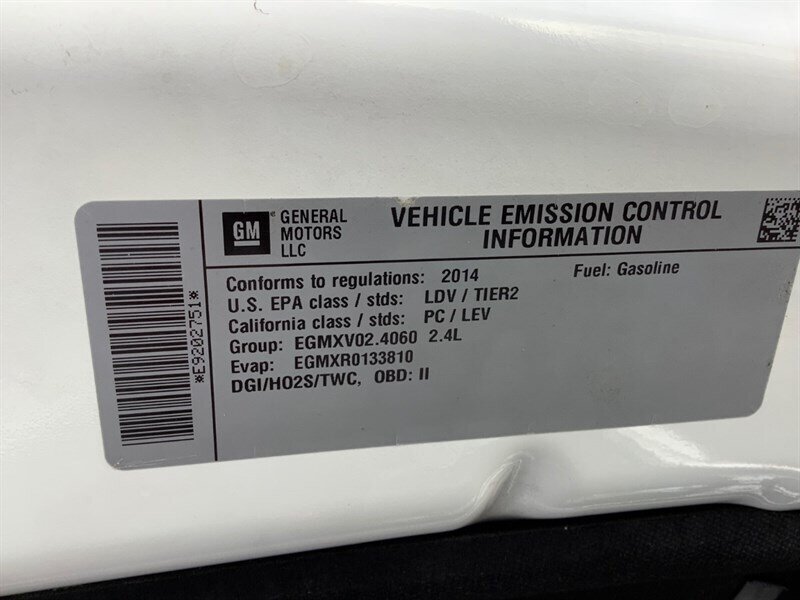 *E9202751*
GM GENERAL MOTORS LLC
VEHICLE EMISSION CONTROL
INFORMATION
Conforms to regulations: 2014 Fuel: Gasoline
U.S. EPA class / stds: LDV / TIER2
California class / stds: PC / LEV
Group: EGMXV02.4060 2.4L
Evap: EGMXR0133810
DGI/HO2S/TWC, OBD: II